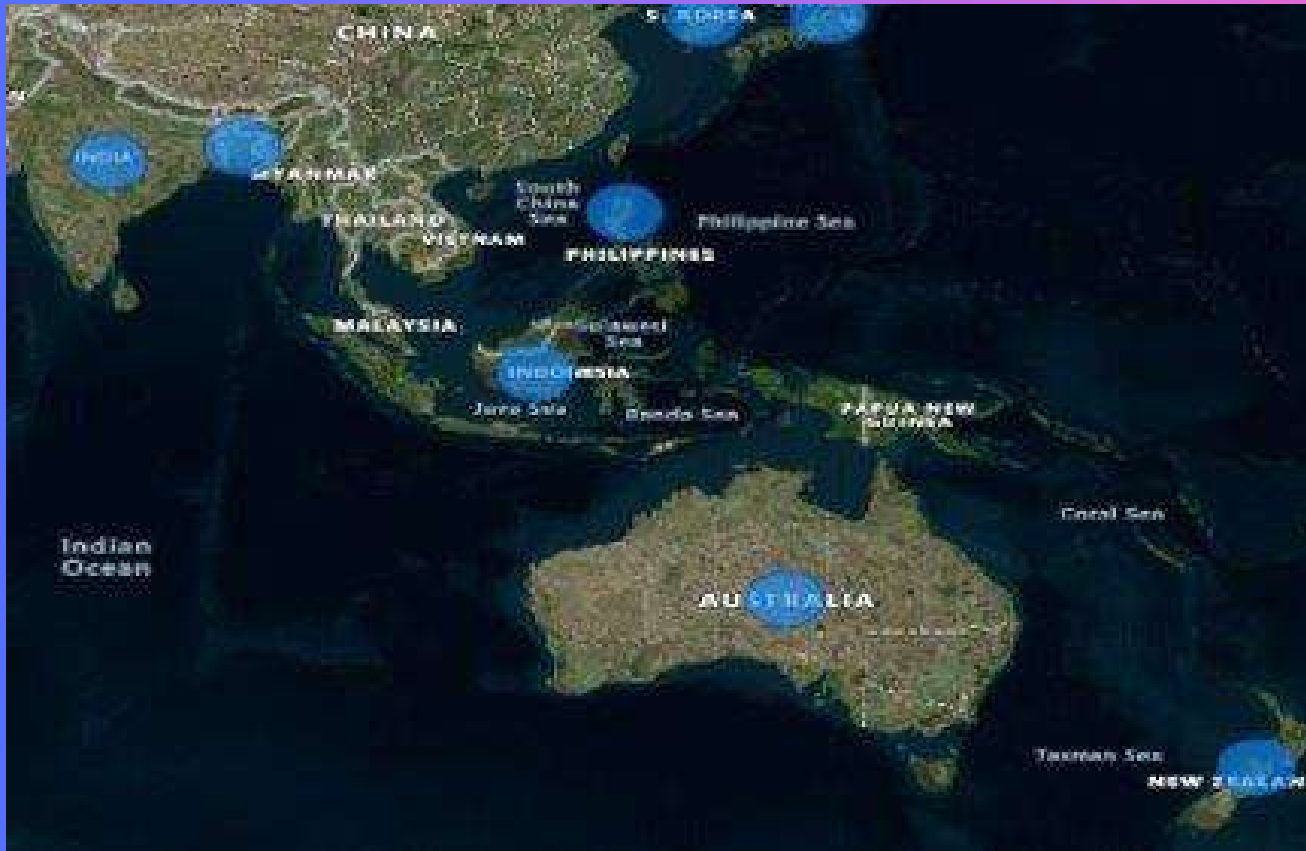 S. KOREA
CHINA
N
INDIA
MYANMAR
South
China
Sea
THAILAND
VIETNAM
Philippine Sea
PHILIPPINES
MALAYSIA
Sea
INDONESIA
Java Sea
Banda Sea
PAPUA NEW
GUINEA
Coral Sea
Indian
Ocean
AUSTRALIA
Tasman Sea
NEW ZEALAN